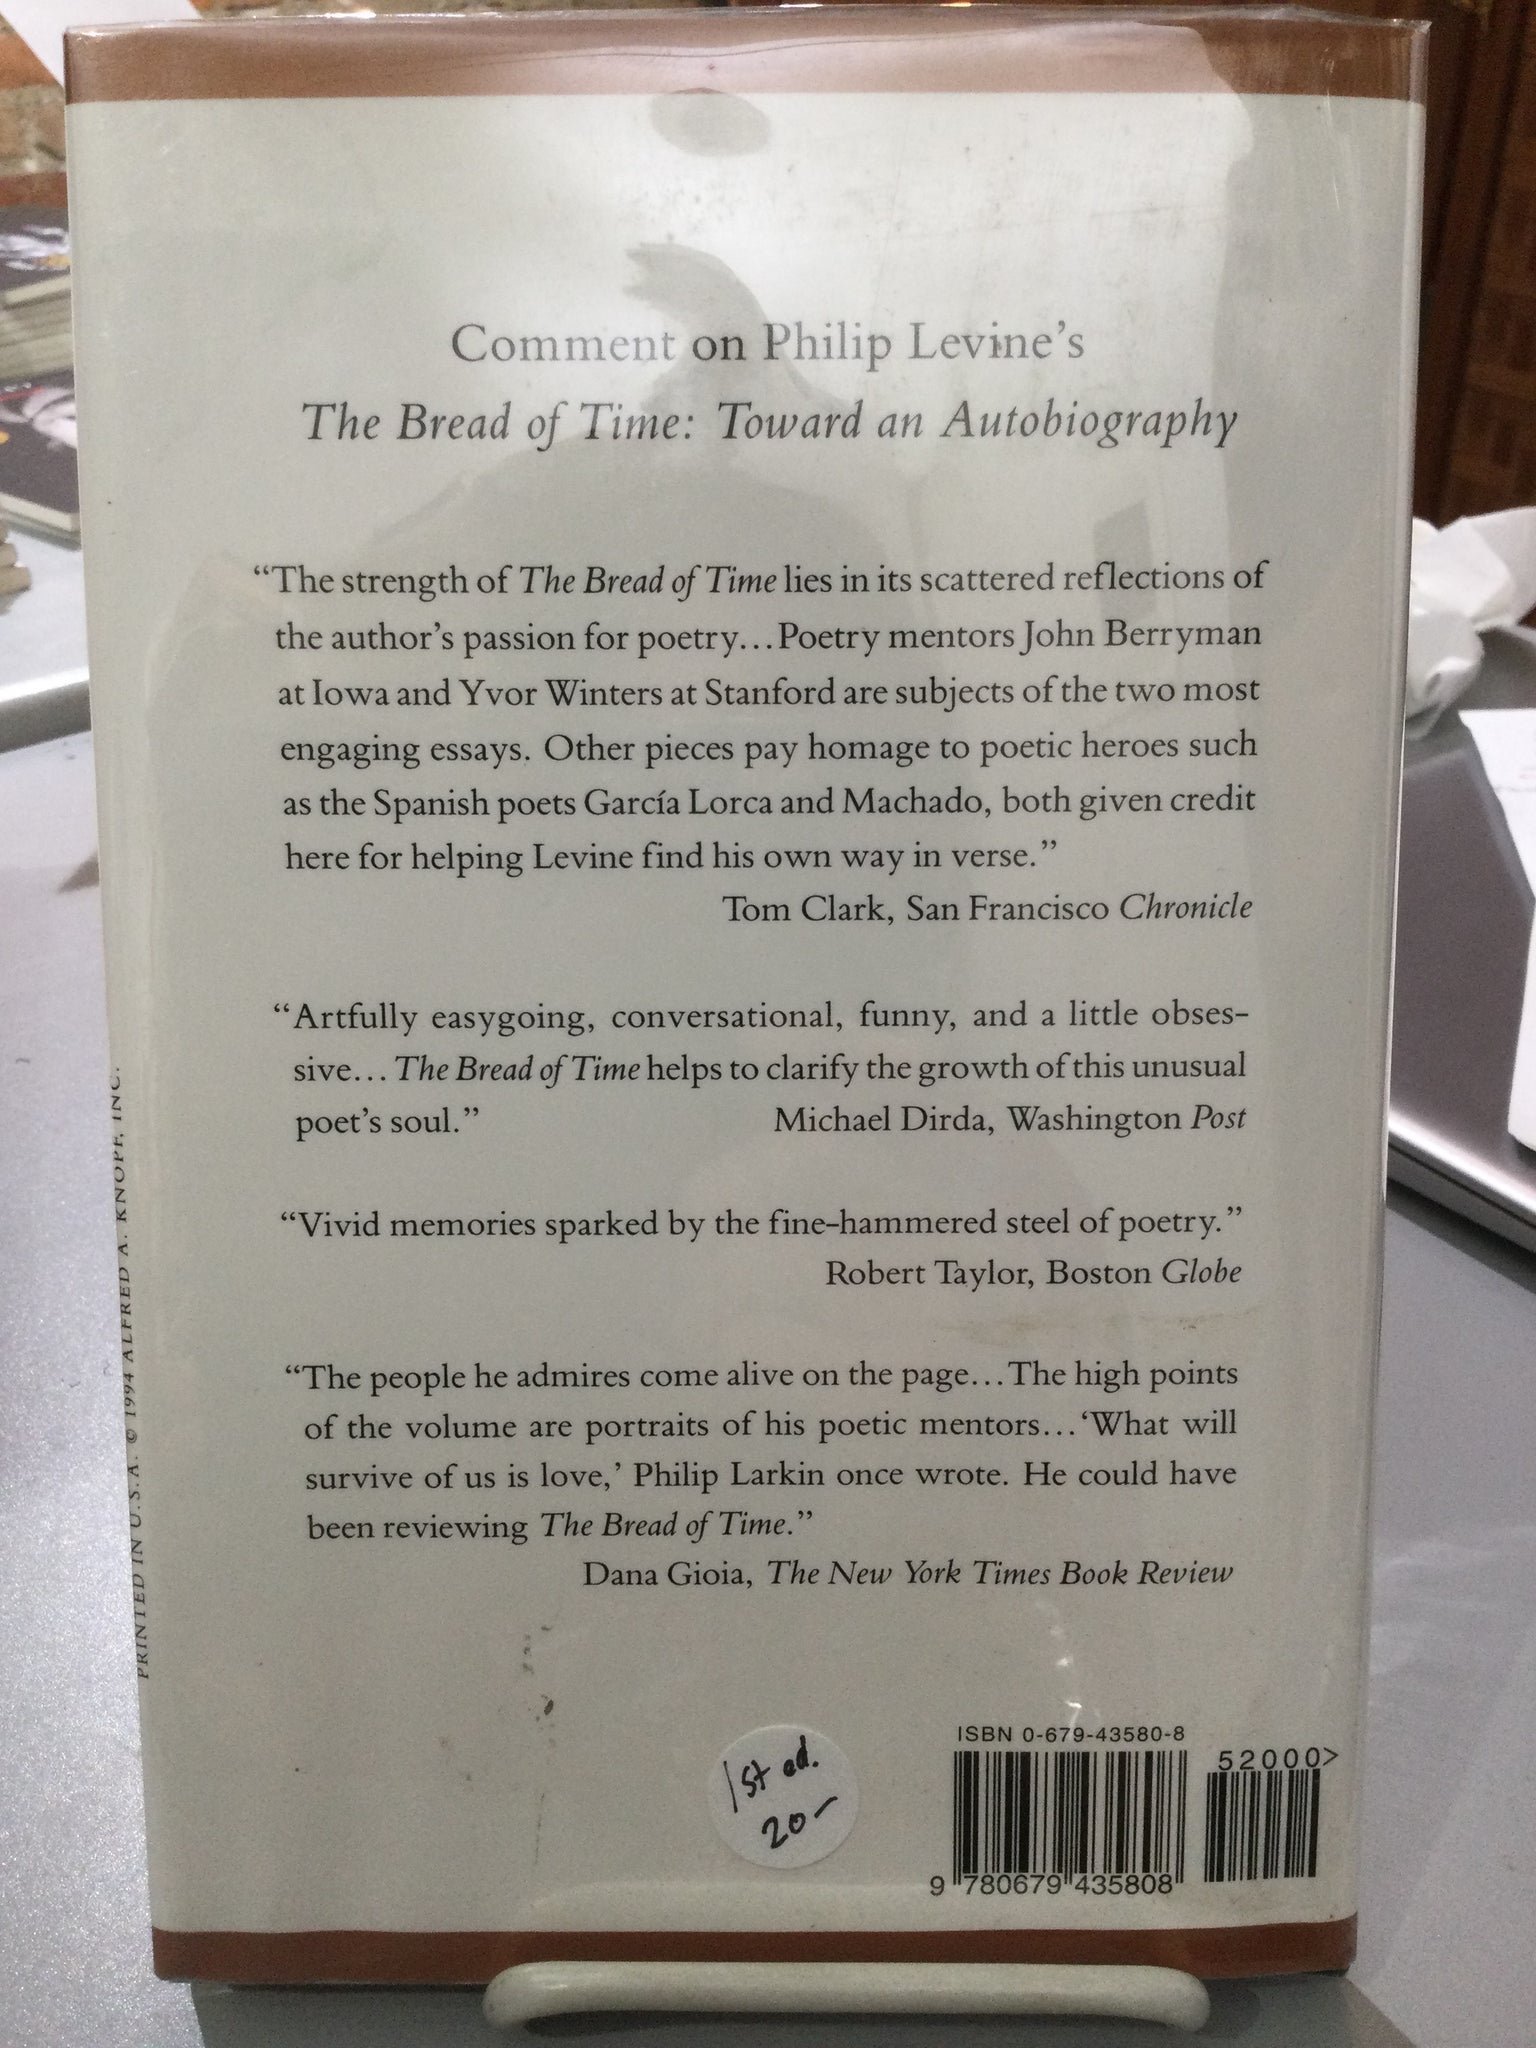 Comment on Philip Levine's
The Bread of Time: Toward an Autobiography
“The strength of The Bread of Time lies in its scattered reflections of
the author's passion for poetry...Poetry mentors John Berryman
at Iowa and Yvor Winters at Stanford are subjects of the two most
engaging essays. Other pieces pay homage to poetic heroes such
as the Spanish poets García Lorca and Machado, both given credit
here for helping Levine find his own way in verse.”
Tom Clark, San Francisco Chronicle
“Artfully easygoing, conversational, funny, and a little obses-
sive... The Bread of Time helps to clarify the growth of this unusual
poet's soul.” Michael Dirda, Washington Post
“Vivid memories sparked by the fine-hammered steel of poetry.”
Robert Taylor, Boston Globe
“The people he admires come alive on the page...The high points
of the volume are portraits of his poetic mentors...‘What will
survive of us is love,’ Philip Larkin once wrote. He could have
been reviewing The Bread of Time.”
Dana Gioia, The New York Times Book Review
PRINTED IN U.S.A. © 1994 ALFRED A. KNOPF, INC.
1st ed.
20-
ISBN 0-679-43580-8
52000>
9 780679 435808